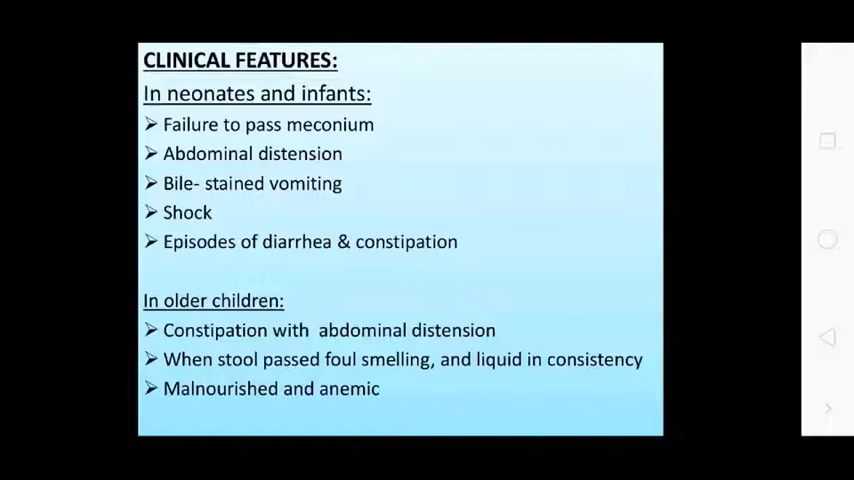 CLINICAL FEATURES:
In neonates and infants:
➢ Failure to pass meconium
➢ Abdominal distension
➢ Bile- stained vomiting
➢ Shock
➢ Episodes of diarrhea & constipation
In older children:
➢ Constipation with  abdominal distension
➢ When stool passed foul smelling, and liquid in consistency
➢ Malnourished and anemic